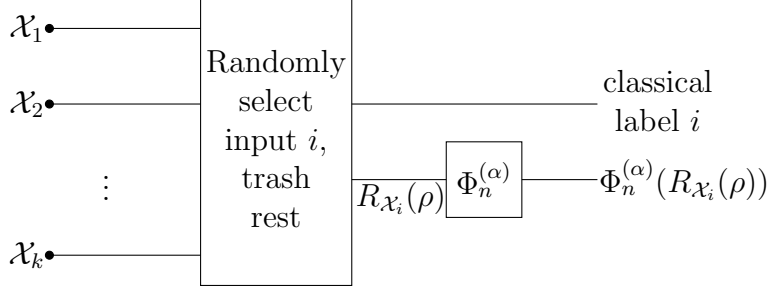 𝒳₁
𝒳₂
⋮
𝒳ₖ
Randomly
select
input i,
trash
rest
classical
label i
R_{𝒳ᵢ}(ρ)
Φₙ^{(α)}
Φₙ^{(α)}(R_{𝒳ᵢ}(ρ))